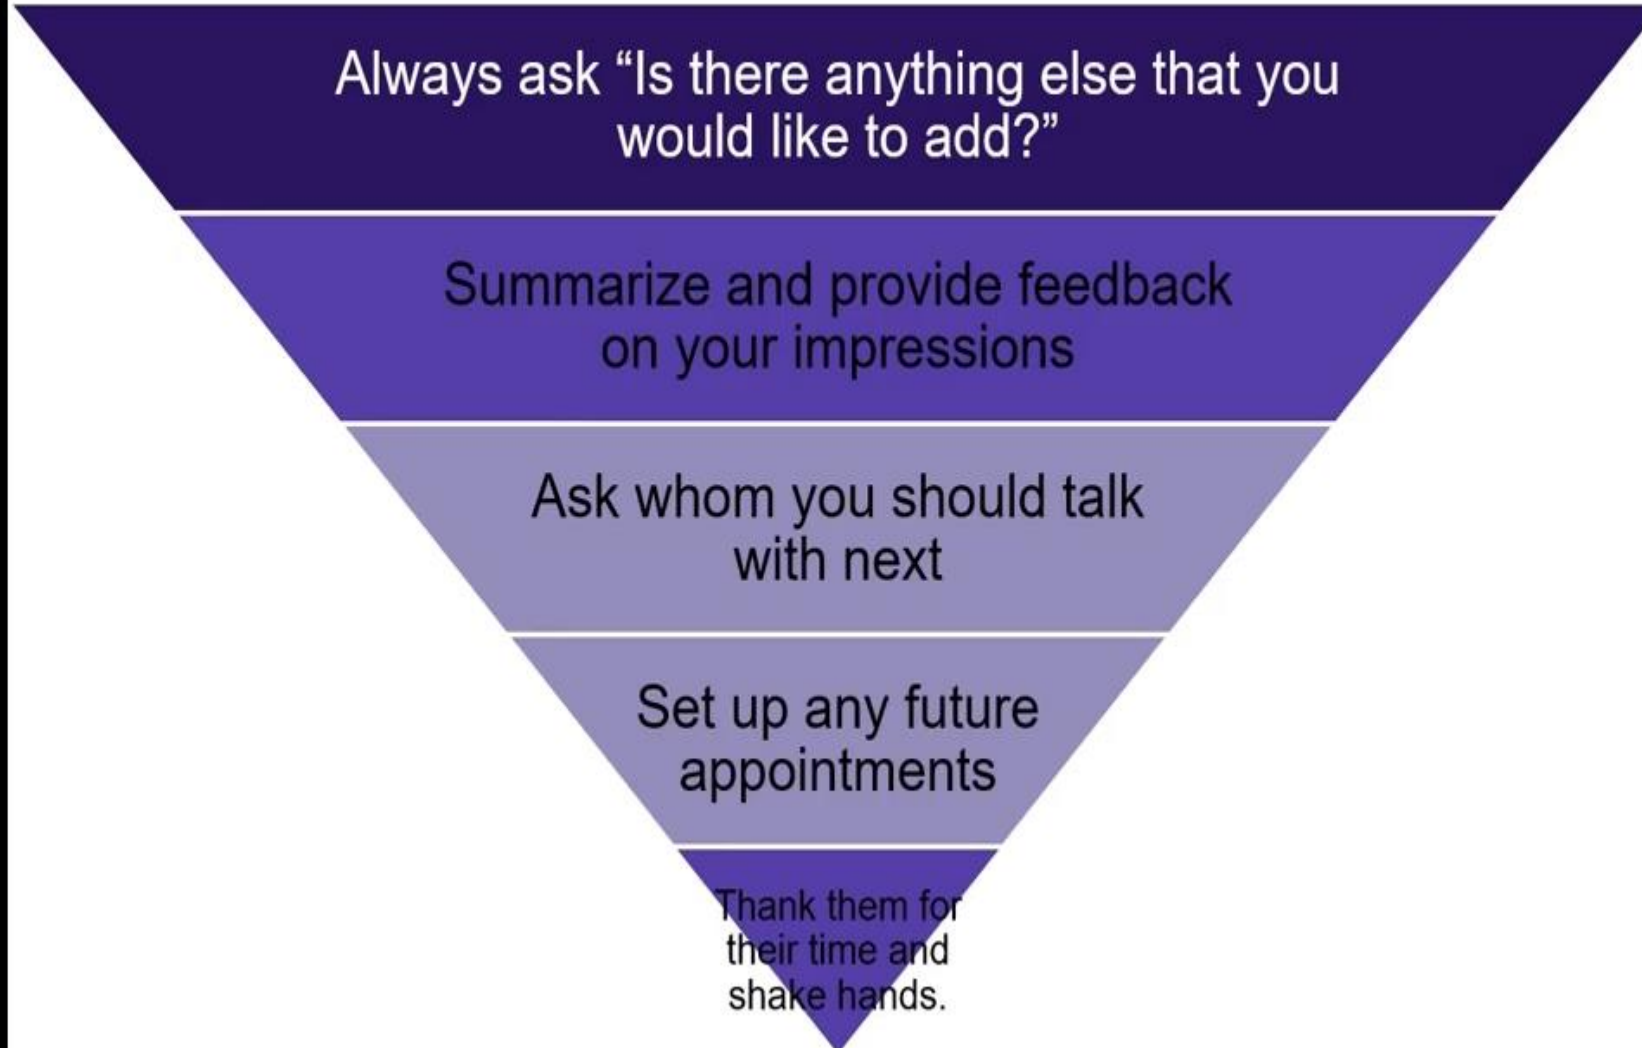 Always ask “Is there anything else that you
would like to add?”
Summarize and provide feedback
on your impressions
Ask whom you should talk
with next
Set up any future
appointments
Thank them for
their time and
shake hands.